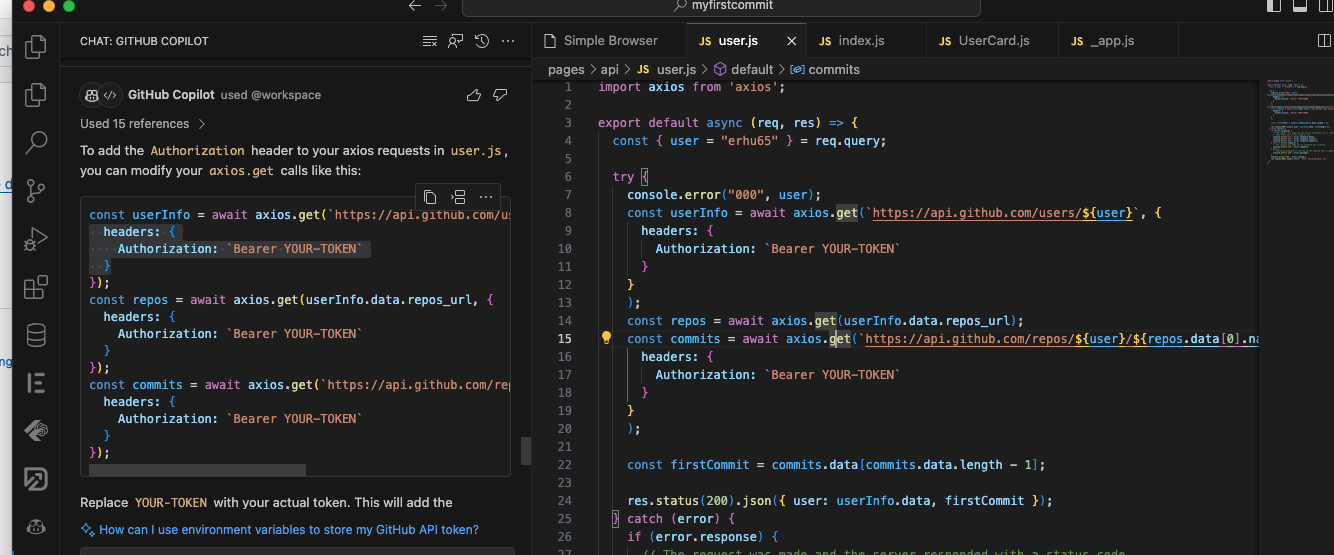 myfirstcommit
CHAT: GITHUB COPILOT
GitHub Copilot used @workspace
Used 15 references
To add the Authorization header to your axios requests in user.js,
you can modify your axios.get calls like this:
const userInfo = await axios.get(`https://api.github.com/us
headers: {
Authorization: `Bearer YOUR-TOKEN`
}
});
const repos = await axios.get(userInfo.data.repos_url, {
headers: {
Authorization: `Bearer YOUR-TOKEN`
}
});
const commits = await axios.get(`https://api.github.com/rep
headers: {
Authorization: `Bearer YOUR-TOKEN`
}
});
Replace YOUR-TOKEN with your actual token. This will add the
How can I use environment variables to store my GitHub API token?
Simple Browser
JS user.js
JS index.js
JS UserCard.js
JS _app.js
pages > api > JS user.js > default > commits
1 import axios from 'axios';
2
3 export default async (req, res) => {
4 const { user = "erhu65" } = req.query;
5
6 try {
7 console.error("000", user);
8 const userInfo = await axios.get(`https://api.github.com/users/${user}`, {
9 headers: {
10 Authorization: `Bearer YOUR-TOKEN`
11 }
12 }
13 );
14 const repos = await axios.get(userInfo.data.repos_url);
15 const commits = await axios.get(`https://api.github.com/repos/${user}/${repos.data[0].na
16 headers: {
17 Authorization: `Bearer YOUR-TOKEN`
18 }
19 }
20 );
21
22 const firstCommit = commits.data[commits.data.length - 1];
23
24 res.status(200).json({ user: userInfo.data, firstCommit });
25 } catch (error) {
26 if (error.response) {
27 // The request was made and the server responded with a status code